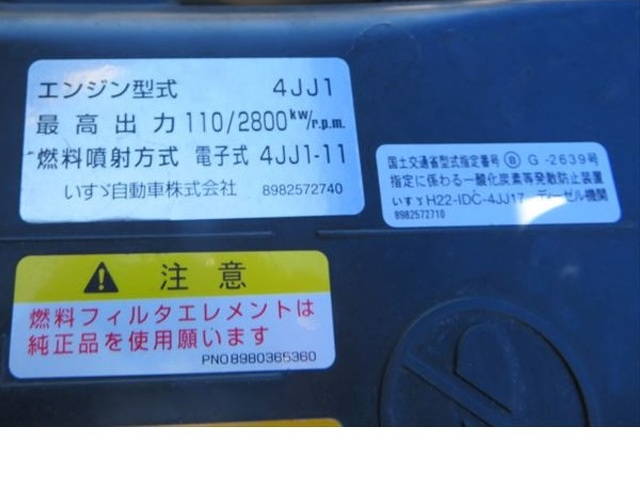 エンジン型式 4JJ1
最高出力 110/2800kw/r.p.m.
燃料噴射方式 電子式 4JJ1-11
いすゞ自動車株式会社 8982572740
国土交通省型式指定番号 Ⓑ G-2639号
指定に係わる一酸化炭素等発散防止装置
いすゞH22-IDC-4JJ17 ディーゼル機関
8982572710
注意
燃料フィルタエレメントは
純正品を使用願います
PNO8980365360